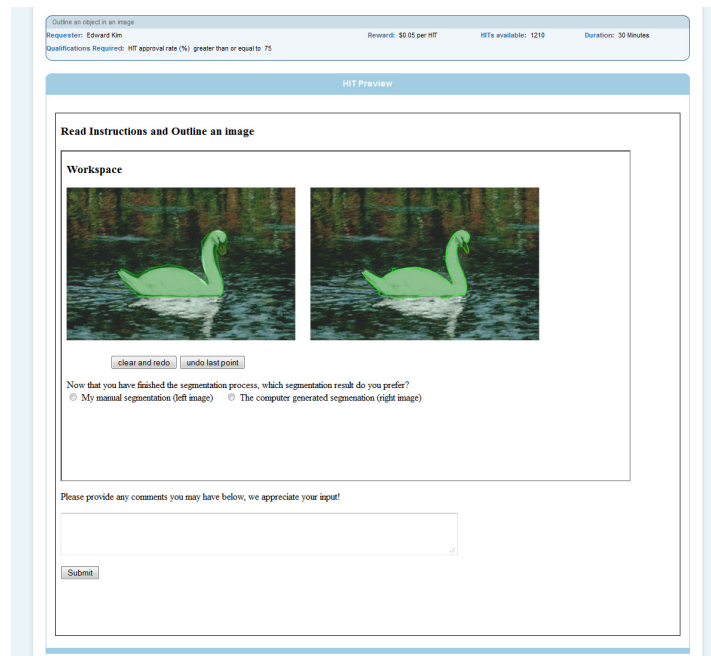 Outline an object in an image
Requester: Edward Kim Reward: $0.05 per HIT HITs available: 1210 Duration: 30 Minutes
Qualifications Required: HIT approval rate (%) greater than or equal to 75
HIT Preview
Read Instructions and Outline an image
Workspace
clear and redo undo last point
Now that you have finished the segmentation process, which segmentation result do you prefer?
My manual segmentation (left image) The computer generated segmenation (right image)
Please provide any comments you may have below, we appreciate your input!
Submit